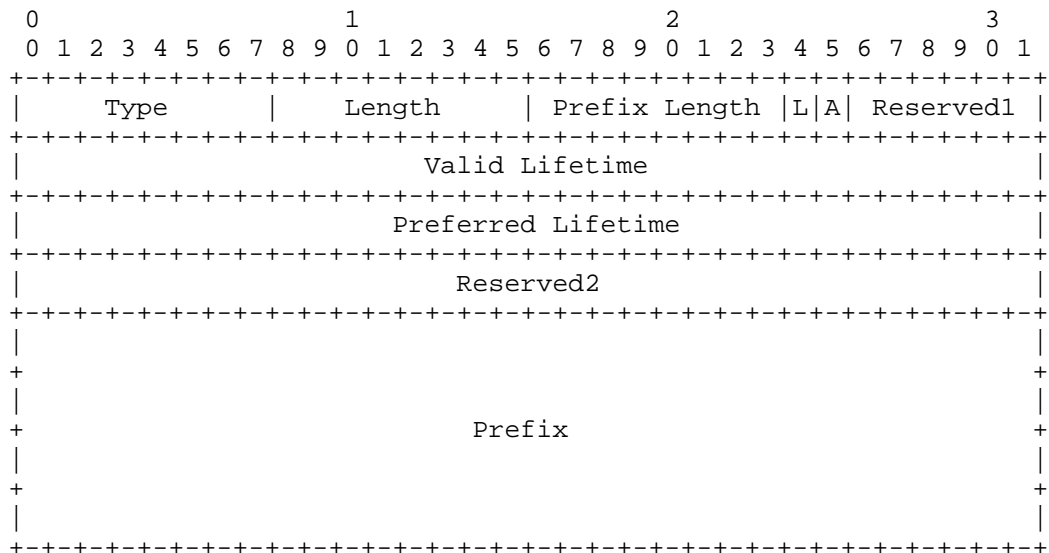 0                   1                   2                   3
 0 1 2 3 4 5 6 7 8 9 0 1 2 3 4 5 6 7 8 9 0 1 2 3 4 5 6 7 8 9 0 1
+-+-+-+-+-+-+-+-+-+-+-+-+-+-+-+-+-+-+-+-+-+-+-+-+-+-+-+-+-+-+-+-+
|     Type      |    Length     | Prefix Length |L|A| Reserved1 |
+-+-+-+-+-+-+-+-+-+-+-+-+-+-+-+-+-+-+-+-+-+-+-+-+-+-+-+-+-+-+-+-+
|                         Valid Lifetime                        |
+-+-+-+-+-+-+-+-+-+-+-+-+-+-+-+-+-+-+-+-+-+-+-+-+-+-+-+-+-+-+-+-+
|                       Preferred Lifetime                      |
+-+-+-+-+-+-+-+-+-+-+-+-+-+-+-+-+-+-+-+-+-+-+-+-+-+-+-+-+-+-+-+-+
|                           Reserved2                           |
+-+-+-+-+-+-+-+-+-+-+-+-+-+-+-+-+-+-+-+-+-+-+-+-+-+-+-+-+-+-+-+-+
|                                                               |
+                                                               +
|                                                               |
+                            Prefix                             +
|                                                               |
+                                                               +
|                                                               |
+-+-+-+-+-+-+-+-+-+-+-+-+-+-+-+-+-+-+-+-+-+-+-+-+-+-+-+-+-+-+-+-+